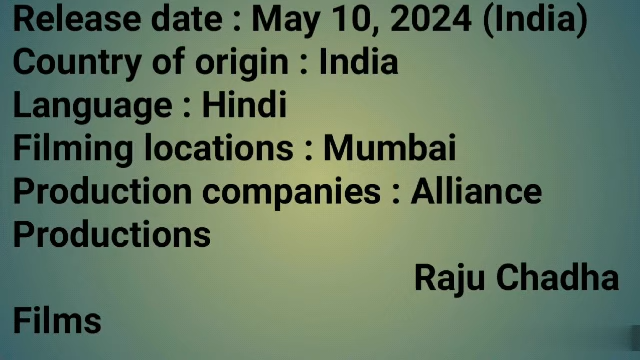 Release date : May 10, 2024 (India)
Country of origin : India
Language : Hindi
Filming locations : Mumbai
Production companies : Alliance
Productions
Raju Chadha
Films